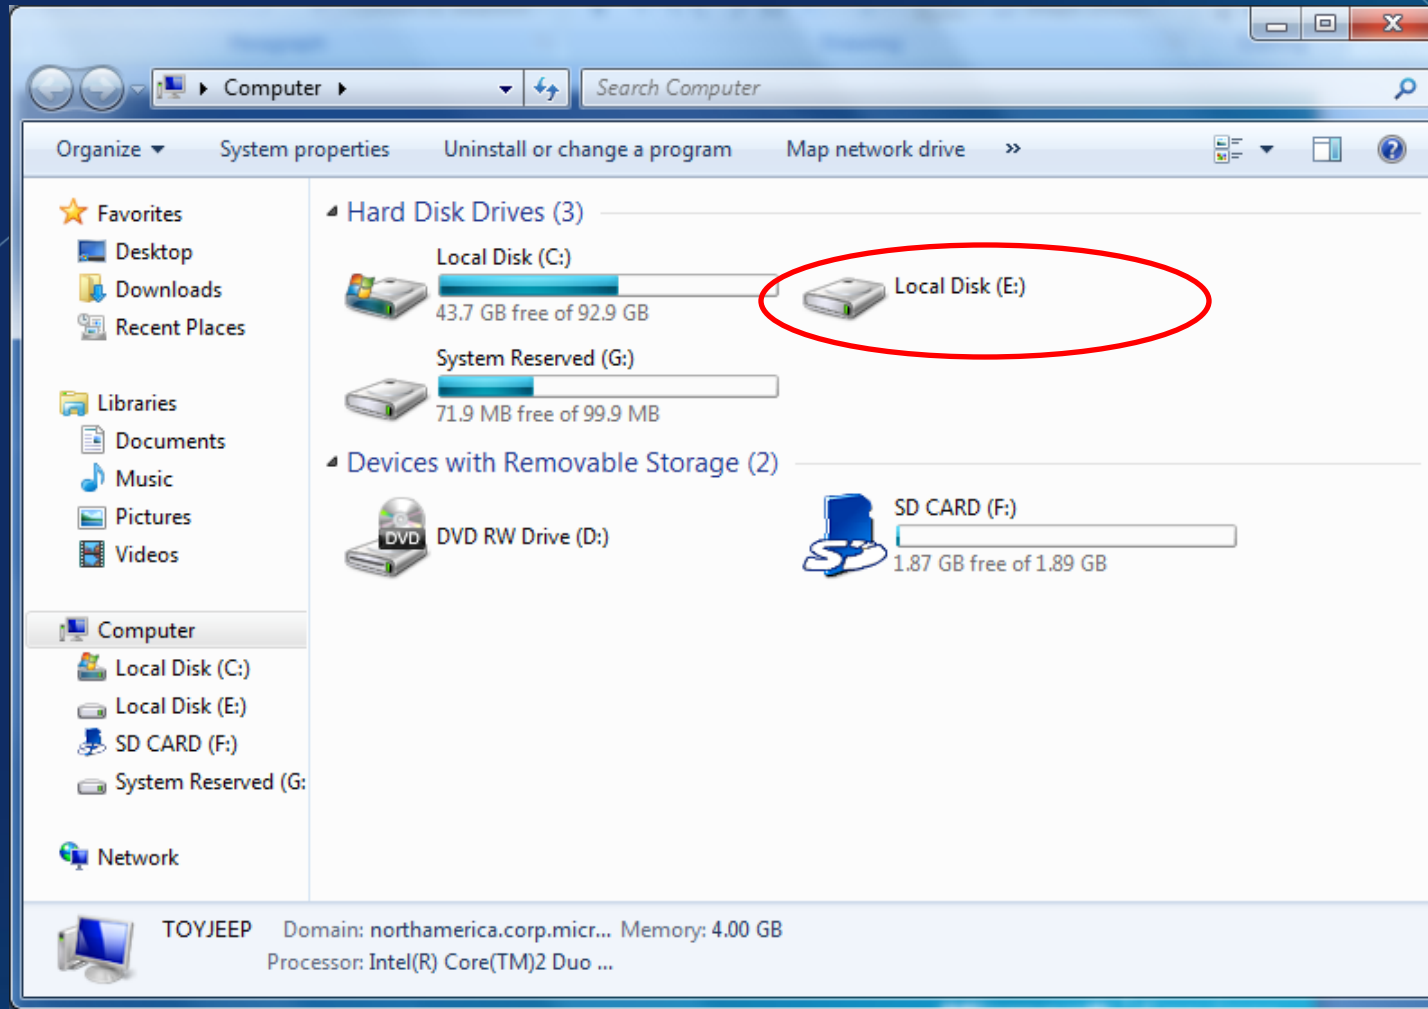 Computer
Search Computer
Organize
System properties
Uninstall or change a program
Map network drive
»
Favorites
Desktop
Downloads
Recent Places
Libraries
Documents
Music
Pictures
Videos
Computer
Local Disk (C:)
Local Disk (E:)
SD CARD (F:)
System Reserved (G:
Network
Hard Disk Drives (3)
Local Disk (C:)
43.7 GB free of 92.9 GB
Local Disk (E:)
System Reserved (G:)
71.9 MB free of 99.9 MB
Devices with Removable Storage (2)
DVD
DVD RW Drive (D:)
SD CARD (F:)
1.87 GB free of 1.89 GB
TOYJEEP Domain: northamerica.corp.micr... Memory: 4.00 GB
Processor: Intel(R) Core(TM)2 Duo ...